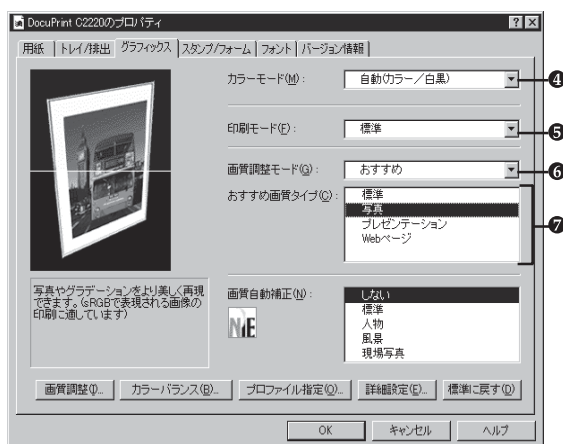 DocuPrint C2220のプロパティ
用紙 トレイ/排出 グラフィックス スタンプ/フォーム フォント バージョン情報
カラーモード(M): 自動(カラー/白黒) ❹
印刷モード(F): 標準 ❺
画質調整モード(G): おすすめ ❻
おすすめ画質タイプ(C): 標準
写真 ❼
プレゼンテーション
Webページ
写真やグラデーションをより美しく再現
できます。(sRGBで表現される画像の
印刷に適しています)
画質自動補正(N): しない
標準
人物
風景
現場写真
NIE
画質調整(I)... カラーバランス(B)... プロファイル指定(O)... 詳細設定(E)... 標準に戻す(D)
OK キャンセル ヘルプ